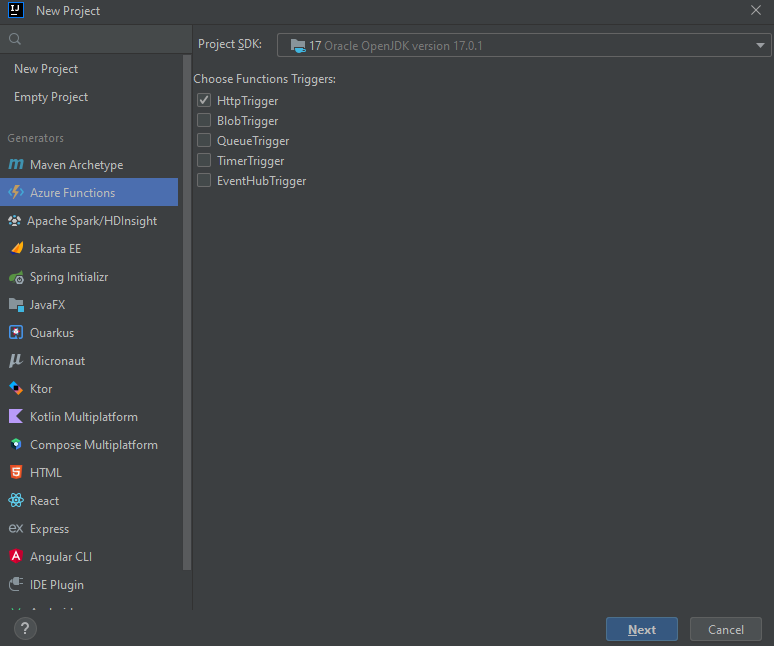 IJ New Project
Project SDK: 17 Oracle OpenJDK version 17.0.1
New Project
Empty Project
Generators
Maven Archetype
Azure Functions
Apache Spark/HDInsight
Jakarta EE
Spring Initializr
JavaFX
Quarkus
Micronaut
Ktor
Kotlin Multiplatform
Compose Multiplatform
HTML
React
ex Express
Angular CLI
IDE Plugin
Choose Functions Triggers:
HttpTrigger
BlobTrigger
QueueTrigger
TimerTrigger
EventHubTrigger
? Next Cancel